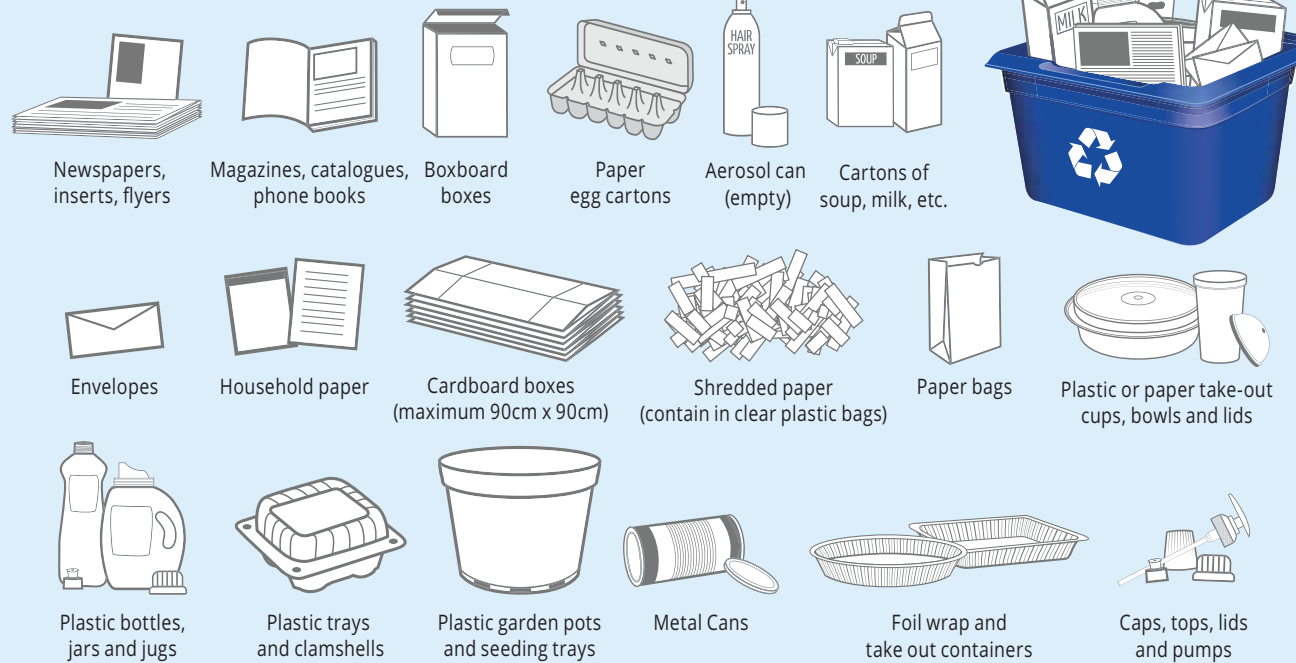 HAIR
SPRAY
SOUP
MILK
Newspapers,
inserts, flyers
Magazines, catalogues,
phone books
Boxboard
boxes
Paper
egg cartons
Aerosol can
(empty)
Cartons of
soup, milk, etc.
Envelopes
Household paper
Cardboard boxes
(maximum 90cm x 90cm)
Shredded paper
(contain in clear plastic bags)
Paper bags
Plastic or paper take-out
cups, bowls and lids
Plastic bottles,
jars and jugs
Plastic trays
and clamshells
Plastic garden pots
and seeding trays
Metal Cans
Foil wrap and
take out containers
Caps, tops, lids
and pumps